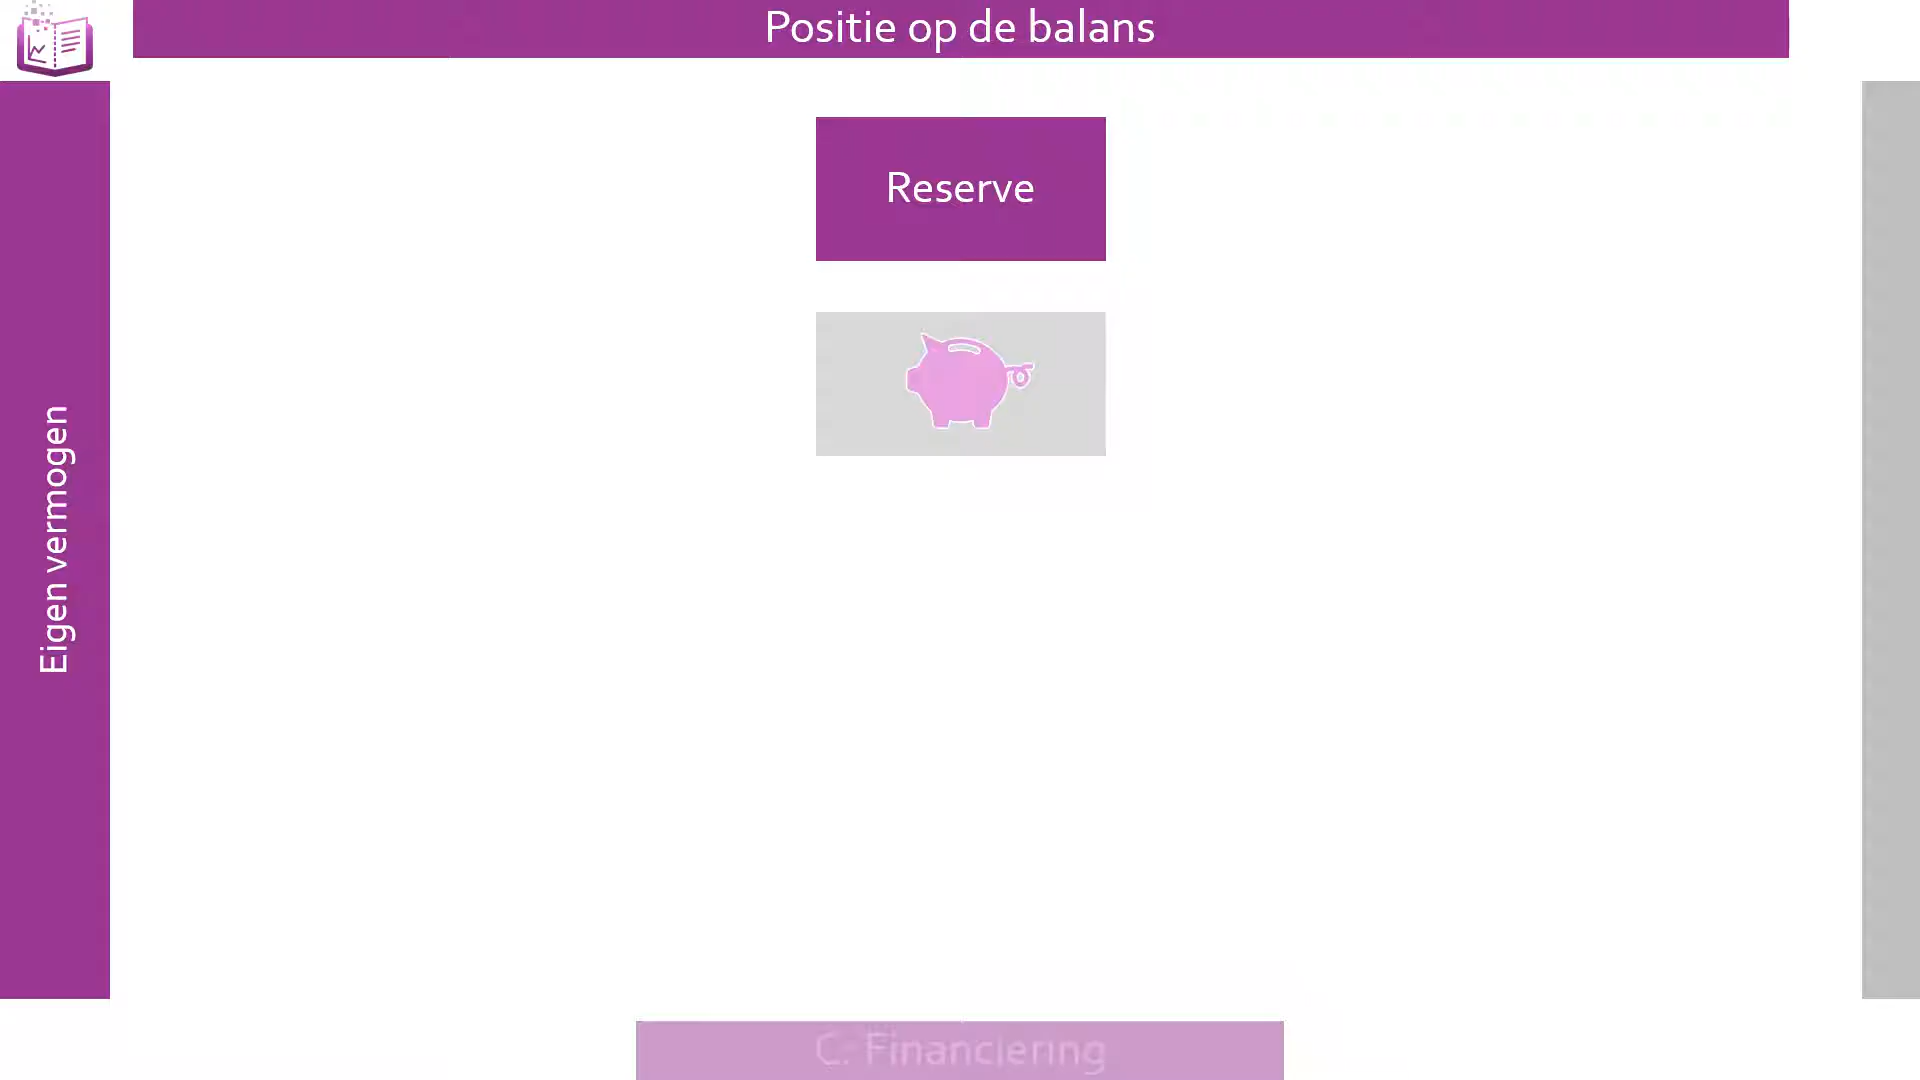 Positie op de balans
Reserve
Eigen vermogen
C. Financiering